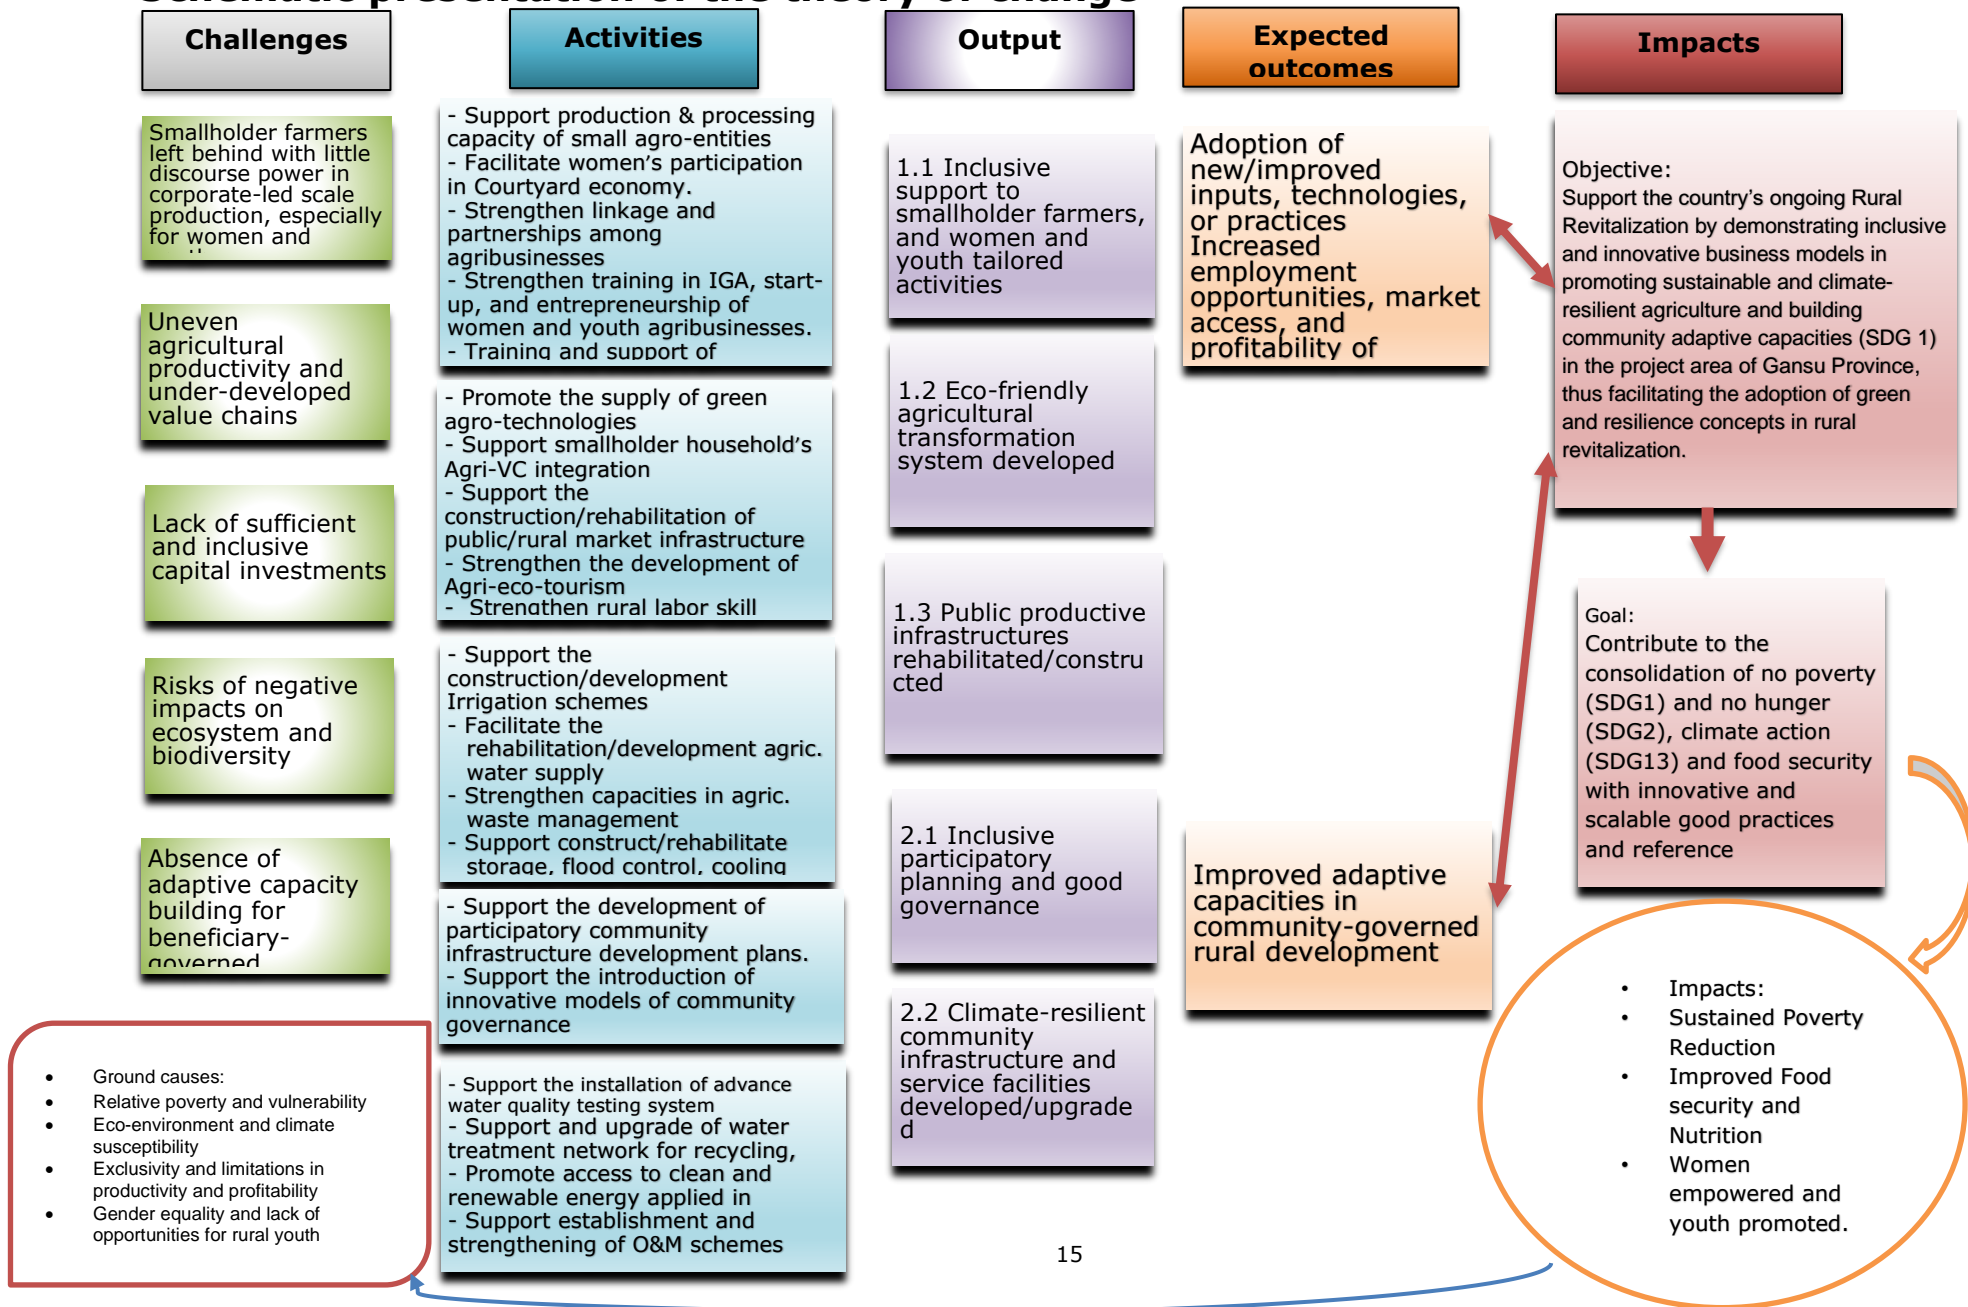 Schematic presentation of the theory of change
Challenges
Activities
Output
Expected
outcomes
Impacts
Smallholder farmers
left behind with little
discourse power in
corporate-led scale
production, especially
for women and
Uneven
agricultural
productivity and
under-developed
value chains
Lack of sufficient
and inclusive
capital investments
Risks of negative
impacts on
ecosystem and
biodiversity
Absence of
adaptive capacity
building for
beneficiary-
governed
• Ground causes:
• Relative poverty and vulnerability
• Eco-environment and climate
susceptibility
• Exclusivity and limitations in
productivity and profitability
• Gender equality and lack of
opportunities for rural youth
- Support production & processing
capacity of small agro-entities
- Facilitate women's participation
in Courtyard economy.
- Strengthen linkage and
partnerships among
agribusinesses
- Strengthen training in IGA, start-
up, and entrepreneurship of
women and youth agribusinesses.
- Training and support of
- Promote the supply of green
agro-technologies
- Support smallholder household's
Agri-VC integration
- Support the
construction/rehabilitation of
public/rural market infrastructure
- Strengthen the development of
Agri-eco-tourism
- Strengthen rural labor skill
- Support the
construction/development
Irrigation schemes
- Facilitate the
rehabilitation/development agric.
water supply
- Strengthen capacities in agric.
waste management
- Support construct/rehabilitate
storage, flood control, cooling
- Support the development of
participatory community
infrastructure development plans.
- Support the introduction of
innovative models of community
governance
- Support the installation of advance
water quality testing system
- Support and upgrade of water
treatment network for recycling,
- Promote access to clean and
renewable energy applied in
- Support establishment and
strengthening of O&M schemes
1.1 Inclusive
support to
smallholder farmers,
and women and
youth tailored
activities
1.2 Eco-friendly
agricultural
transformation
system developed
1.3 Public productive
infrastructures
rehabilitated/constru
cted
2.1 Inclusive
participatory
planning and good
governance
2.2 Climate-resilient
community
infrastructure and
service facilities
developed/upgrade
d
Adoption of
new/improved
inputs, technologies,
or practices
Increased
employment
opportunities, market
access, and
profitability of
Improved adaptive
capacities in
community-governed
rural development
Objective:
Support the country's ongoing Rural
Revitalization by demonstrating inclusive
and innovative business models in
promoting sustainable and climate-
resilient agriculture and building
community adaptive capacities (SDG 1)
in the project area of Gansu Province,
thus facilitating the adoption of green
and resilience concepts in rural
revitalization.
Goal:
Contribute to the
consolidation of no poverty
(SDG1) and no hunger
(SDG2), climate action
(SDG13) and food security
with innovative and
scalable good practices
and reference
• Impacts:
• Sustained Poverty
Reduction
• Improved Food
security and
Nutrition
• Women
empowered and
youth promoted.
15